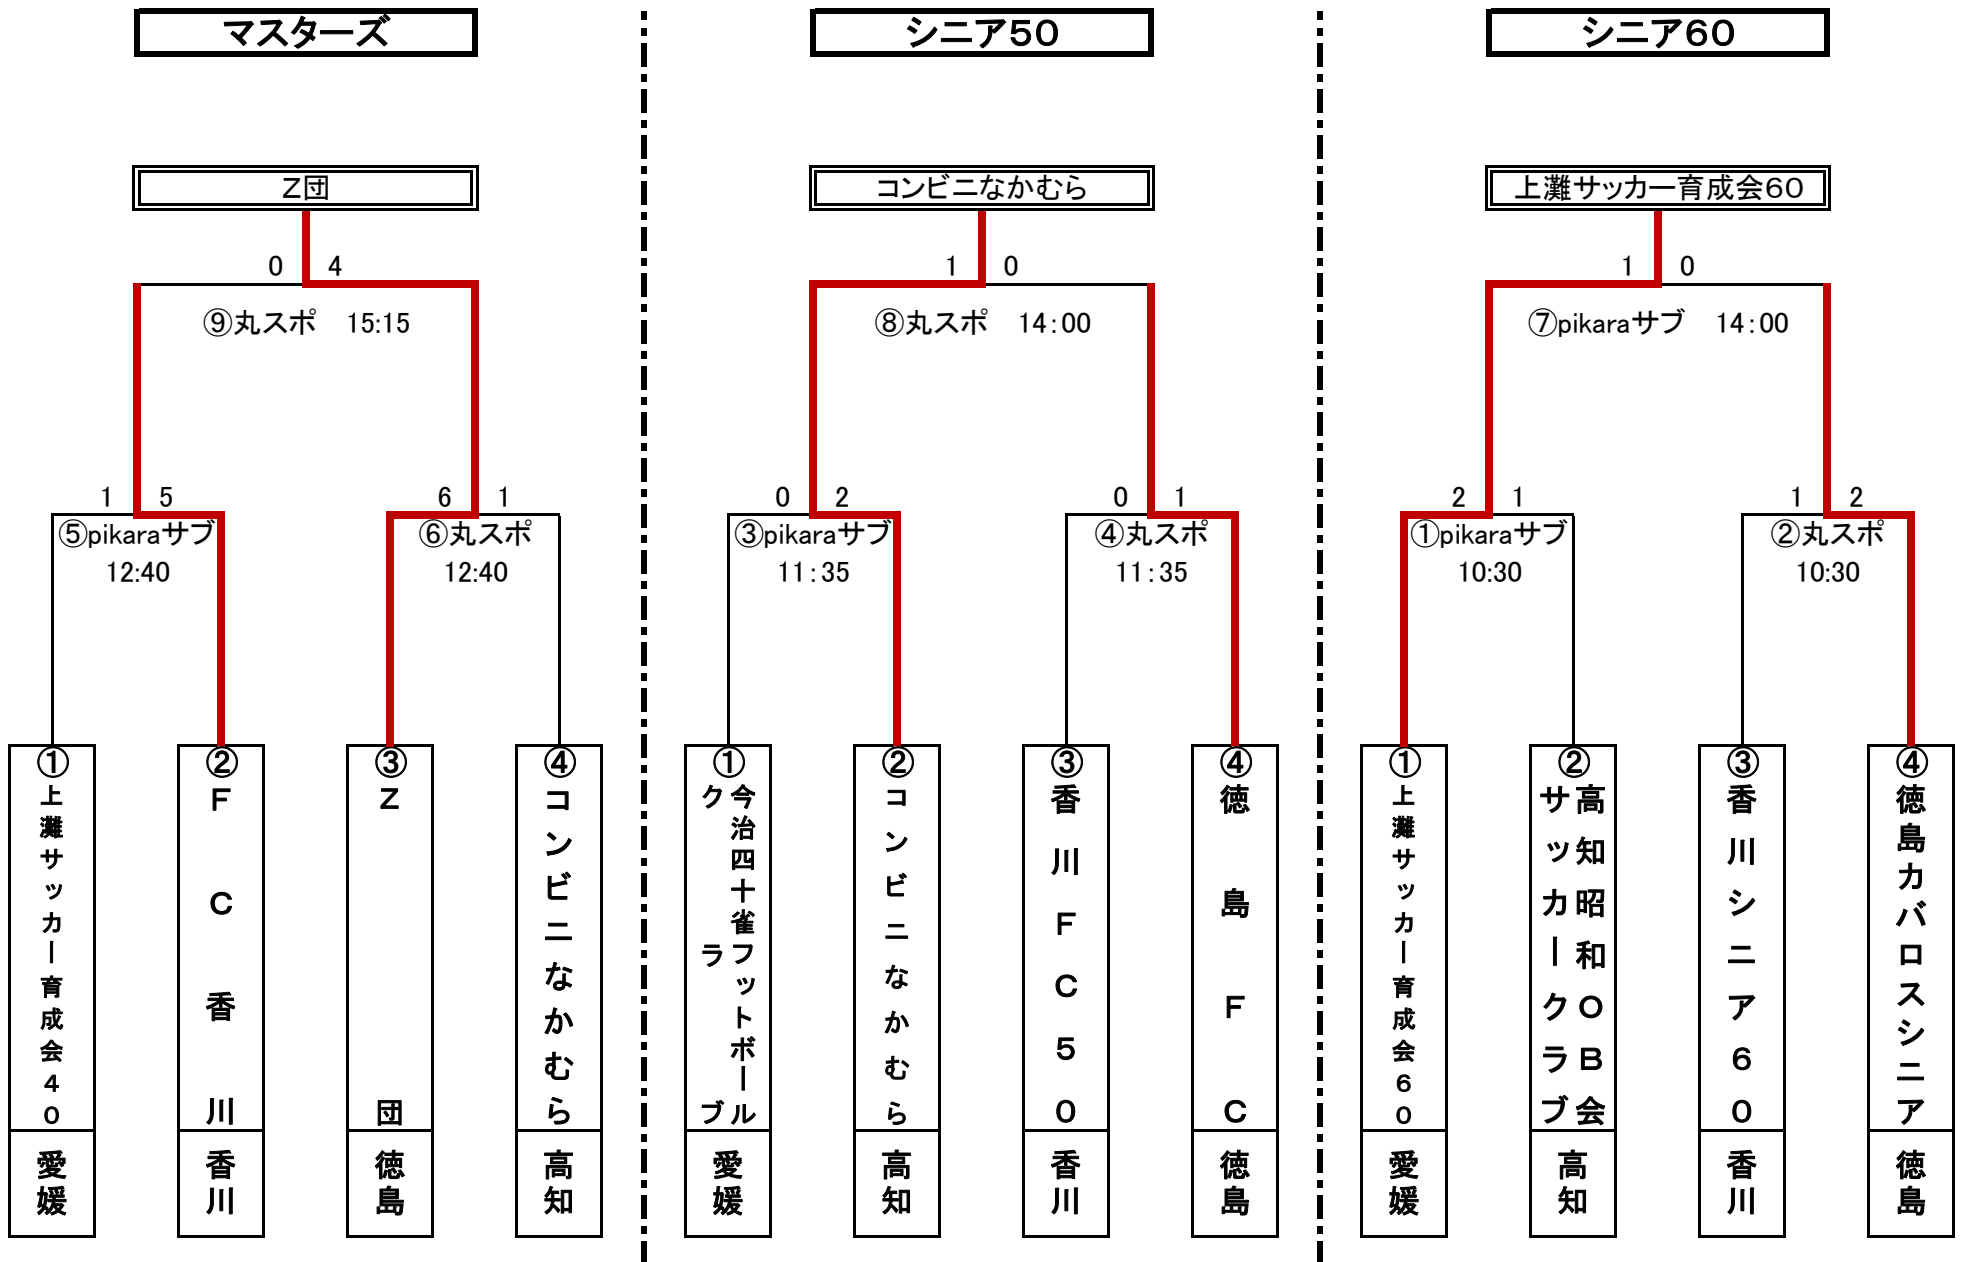 マスターズ
シニア50
シニア60
Z団
コンビニなかむら
上灘サッカー育成会60
0 4
1 0
1 0
⑨丸スポ 15:15
⑧丸スポ 14:00
⑦pikaraサブ 14:00
1 5
6 1
0 2
0 1
2 1
1 2
⑤pikaraサブ
12:40
⑥丸スポ
12:40
③pikaraサブ
11:35
④丸スポ
11:35
①pikaraサブ
10:30
②丸スポ
10:30
①
上灘サッカー育成会40
愛媛
②
FC香川
香川
③
Z団
徳島
④
コンビニなかむら
高知
①
今治四十雀フットボール
クラブ
愛媛
②
コンビニなかむら
高知
③
香川FC50
香川
④
徳島FC
徳島
①
上灘サッカー育成会60
愛媛
②
高知昭和OB会
サッカークラブ
高知
③
香川シニア60
香川
④
徳島カバロスシニア
徳島